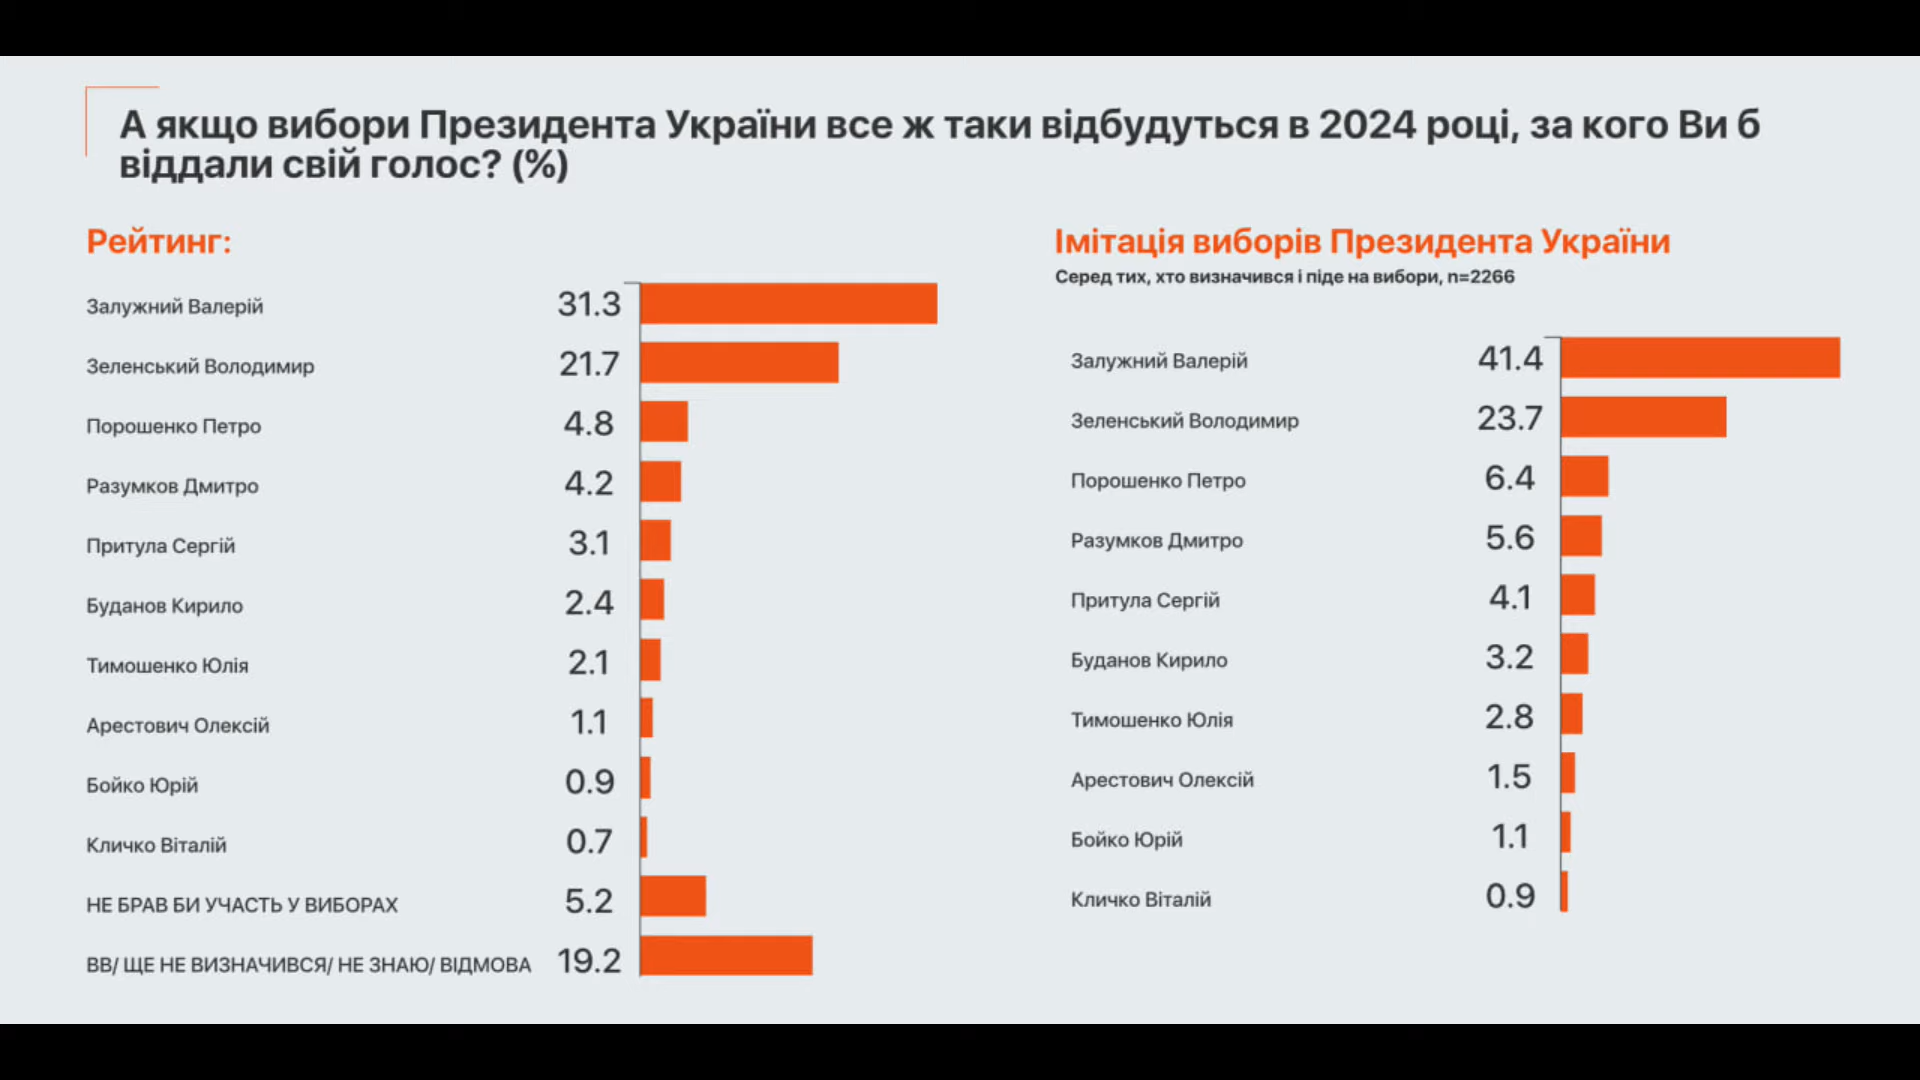 А якщо вибори Президента України все ж таки відбудуться в 2024 році, за кого Ви б
віддали свій голос? (%)
Рейтинг:
Залужний Валерій 31.3
Зеленський Володимир 21.7
Порошенко Петро 4.8
Разумков Дмитро 4.2
Притула Сергій 3.1
Буданов Кирило 2.4
Тимошенко Юлія 2.1
Арестович Олексій 1.1
Бойко Юрій 0.9
Кличко Віталій 0.7
НЕ БРАВ БИ УЧАСТЬ У ВИБОРАХ 5.2
ВВ/ ЩЕ НЕ ВИЗНАЧИВСЯ/ НЕ ЗНАЮ/ ВІДМОВА 19.2
Імітація виборів Президента України
Серед тих, хто визначився і піде на вибори, n=2266
Залужний Валерій 41.4
Зеленський Володимир 23.7
Порошенко Петро 6.4
Разумков Дмитро 5.6
Притула Сергій 4.1
Буданов Кирило 3.2
Тимошенко Юлія 2.8
Арестович Олексій 1.5
Бойко Юрій 1.1
Кличко Віталій 0.9